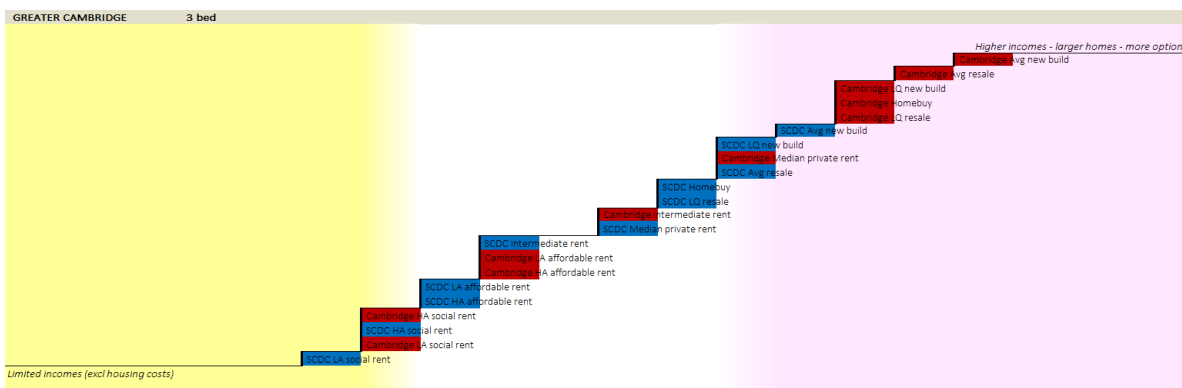 GREATER CAMBRIDGE 3 bed
Higher incomes - larger homes - more option
Cambridge Avg new build
Cambridge Avg resale
Cambridge LQ new build
Cambridge Homebuy
Cambridge LQ resale
SCDC Avg new build
SCDC LQ new build
Cambridge Median private rent
SCDC Avg resale
SCDC Homebuy
SCDC LQ resale
Cambridge Intermediate rent
SCDC Median private rent
SCDC Intermediate rent
Cambridge LA affordable rent
Cambridge HA affordable rent
SCDC LA affordable rent
SCDC HA affordable rent
Cambridge HA social rent
SCDC HA social rent
Cambridge LA social rent
SCDC LA social rent
Limited incomes (excl housing costs)